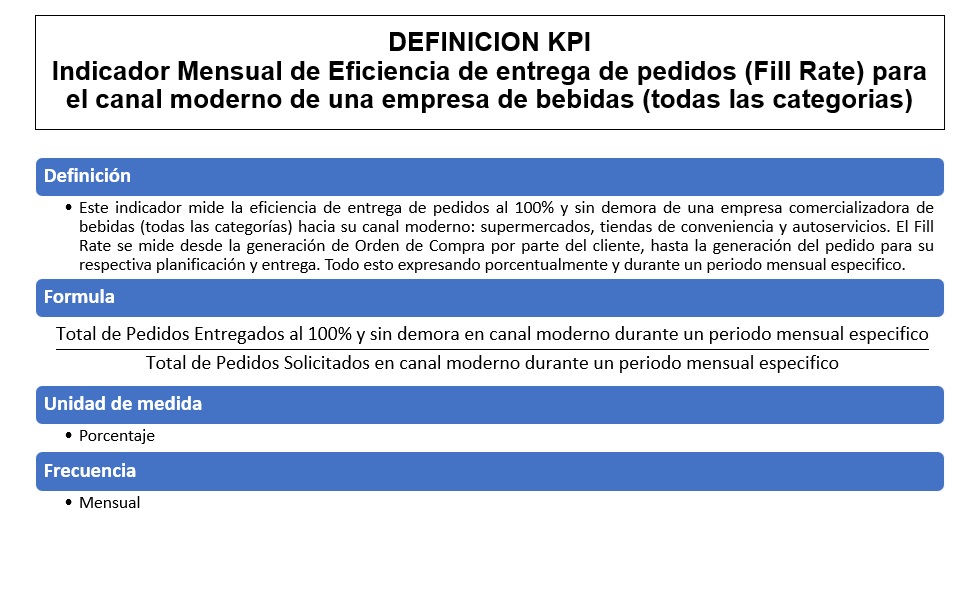 DEFINICION KPI
Indicador Mensual de Eficiencia de entrega de pedidos (Fill Rate) para
el canal moderno de una empresa de bebidas (todas las categorias)
Definición
• Este indicador mide la eficiencia de entrega de pedidos al 100% y sin demora de una empresa comercializadora de
bebidas (todas las categorías) hacia su canal moderno: supermercados, tiendas de conveniencia y autoservicios. El Fill
Rate se mide desde la generación de Orden de Compra por parte del cliente, hasta la generación del pedido para su
respectiva planificación y entrega. Todo esto expresando porcentualmente y durante un periodo mensual especifico.
Formula
Total de Pedidos Entregados al 100% y sin demora en canal moderno durante un periodo mensual especifico
Total de Pedidos Solicitados en canal moderno durante un periodo mensual especifico
Unidad de medida
• Porcentaje
Frecuencia
• Mensual